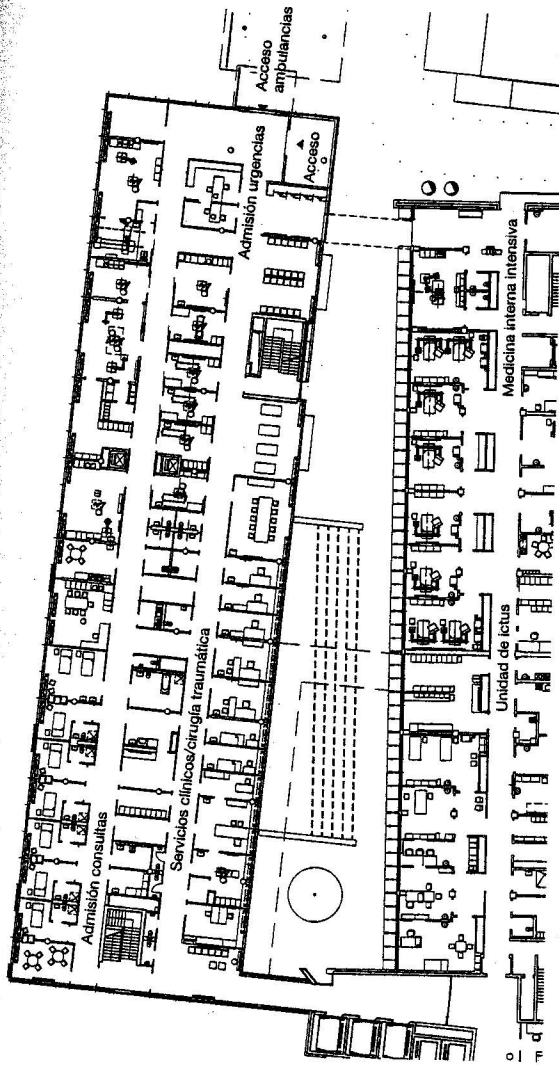 Acceso
ambulancias
Acceso
Admisión urgencias
Servicios clínicos/cirugía traumática
Admisión consultas
Medicina interna intensiva
Unidad de ictus